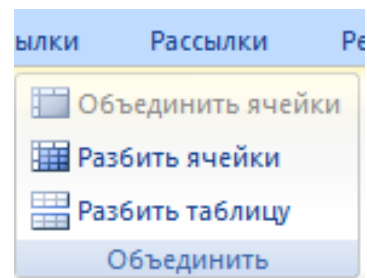 ылки Рассылки Ре
Объединить ячейки
Разбить ячейки
Разбить таблицу
Объединить